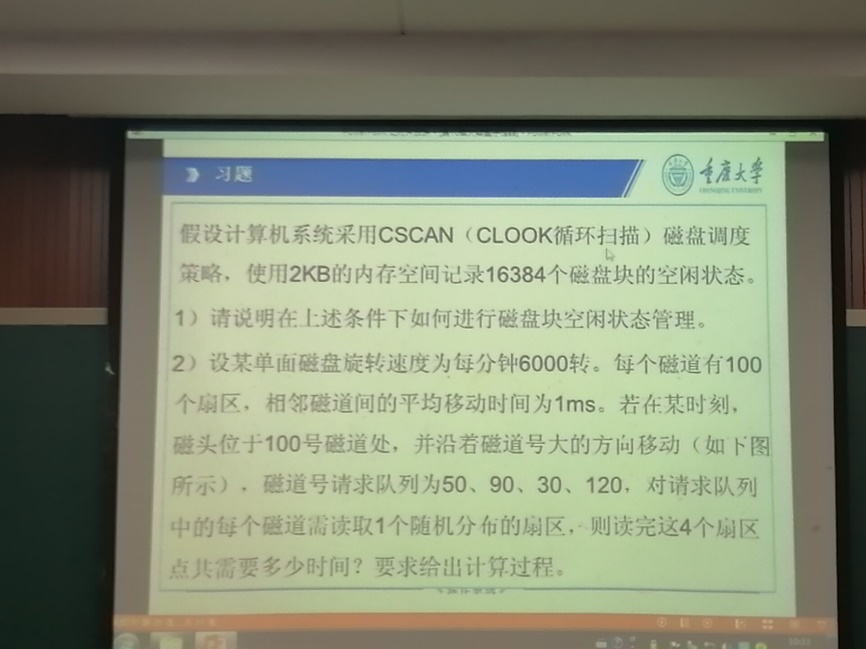 习题
重庆大学
CHONGQING UNIVERSITY
假设计算机系统采用CSCAN（CLOOK循环扫描）磁盘调度
策略，使用2KB的内存空间记录16384个磁盘块的空闲状态。
1）请说明在上述条件下如何进行磁盘块空闲状态管理。
2）设某单面磁盘旋转速度为每分钟6000转。每个磁道有100
个扇区，相邻磁道间的平均移动时间为1ms。若在某时刻，
磁头位于100号磁道处，并沿着磁道号大的方向移动（如下图
所示），磁道号请求队列为50、90、30、120，对请求队列
中的每个磁道需读取1个随机分布的扇区，则读完这4个扇区
点共需要多少时间？要求给出计算过程。
《操作系统》